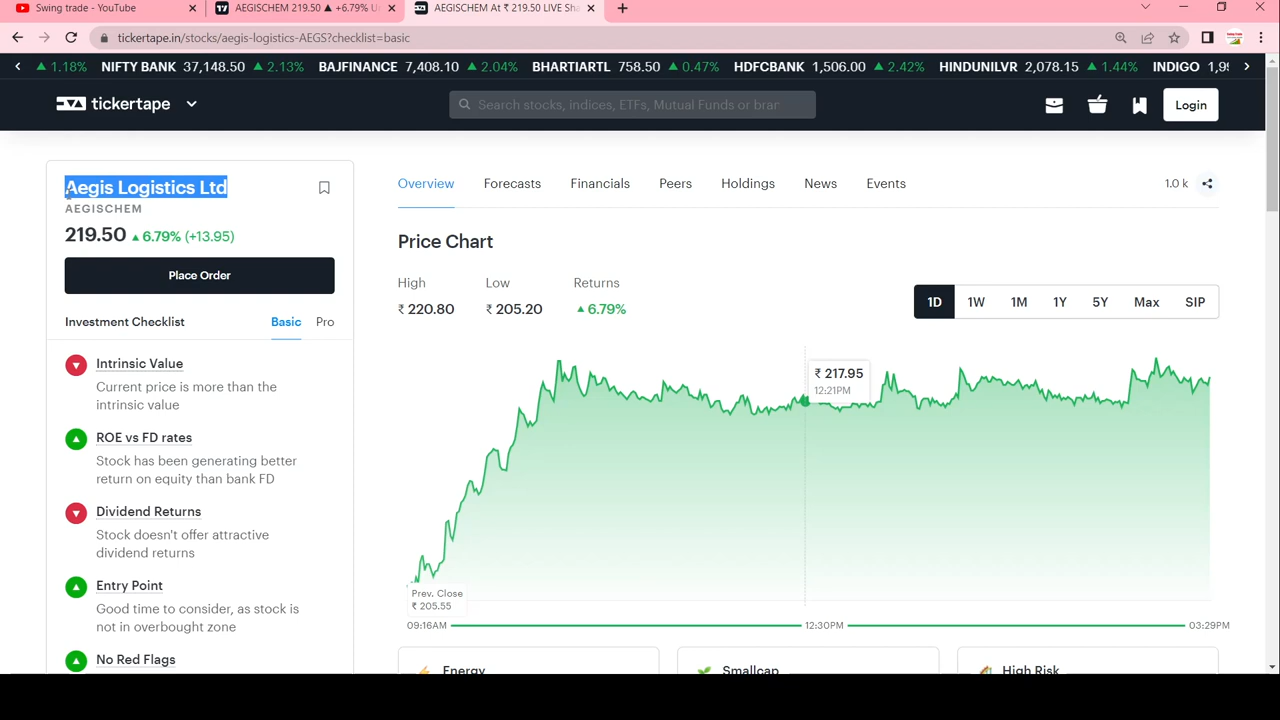 Swing trade - YouTube
AEGISCHEM 219.50 ▲ +6.79% Un
AEGISCHEM At ₹ 219.50 LIVE Sha
tickertape.in/stocks/aegis-logistics-AEGS?checklist=basic
▲ 1.18% NIFTY BANK 37,148.50 ▲ 2.13% BAJFINANCE 7,408.10 ▲ 2.04% BHARTIARTL 758.50 ▲ 0.47% HDFCBANK 1,506.00 ▲ 2.42% HINDUNILVR 2,078.15 ▲ 1.44% INDIGO
tickertape
Search stocks, indices, ETFs, Mutual Funds or bran
Login
Aegis Logistics Ltd
AEGISCHEM
219.50 ▲ 6.79% (+13.95)
Place Order
Investment Checklist Basic Pro
Intrinsic Value
Current price is more than the
intrinsic value
ROE vs FD rates
Stock has been generating better
return on equity than bank FD
Dividend Returns
Stock doesn't offer attractive
dividend returns
Entry Point
Good time to consider, as stock is
not in overbought zone
No Red Flags
Overview Forecasts Financials Peers Holdings News Events
1.0 k
Price Chart
High Low Returns
₹ 220.80 ₹ 205.20 ▲ 6.79%
1D 1W 1M 1Y 5Y Max SIP
₹ 217.95
12:21PM
Prev. Close
₹ 205.55
09:16AM 12:30PM 03:29PM
Energy Smallcap High Risk